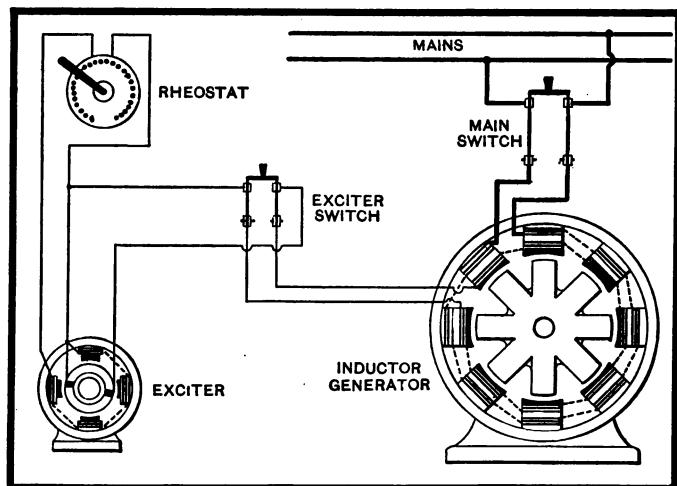 MAINS
RHEOSTAT
MAIN
SWITCH
EXCITER
SWITCH
INDUCTOR
GENERATOR
EXCITER